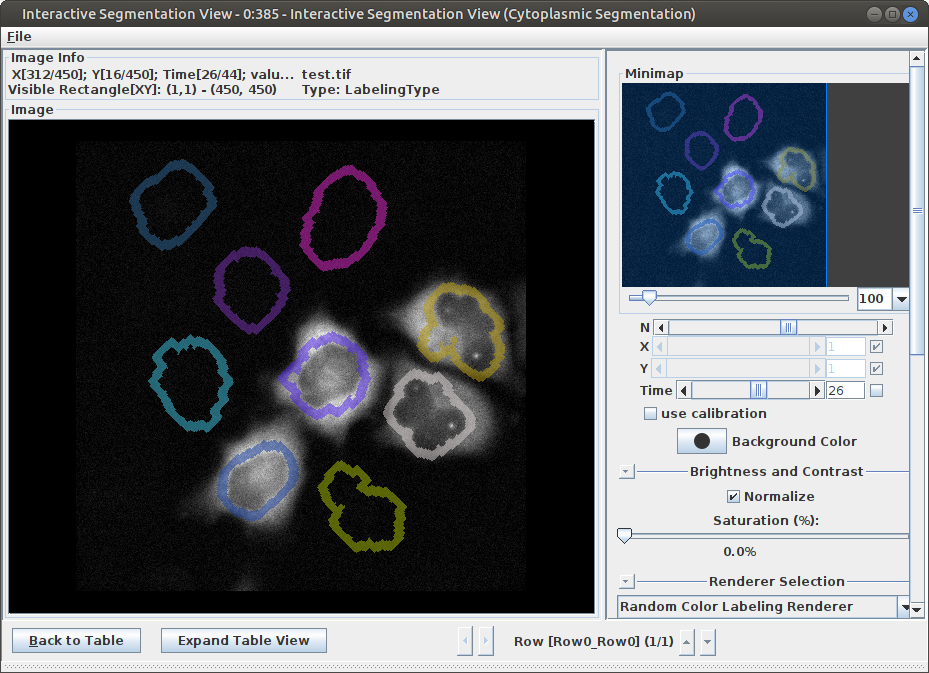 Interactive Segmentation View - 0:385 - Interactive Segmentation View (Cytoplasmic Segmentation)
File
Image Info
X[312/450]; Y[16/450]; Time[26/44]; valu... test.tif
Visible Rectangle[XY]: (1,1) - (450, 450) Type: LabelingType
Image
Minimap
100
N
X 1
Y 1
Time 26
use calibration
Background Color
Brightness and Contrast
Normalize
Saturation (%):
0.0%
Renderer Selection
Random Color Labeling Renderer
Back to Table
Expand Table View
Row [Row0_Row0] (1/1)